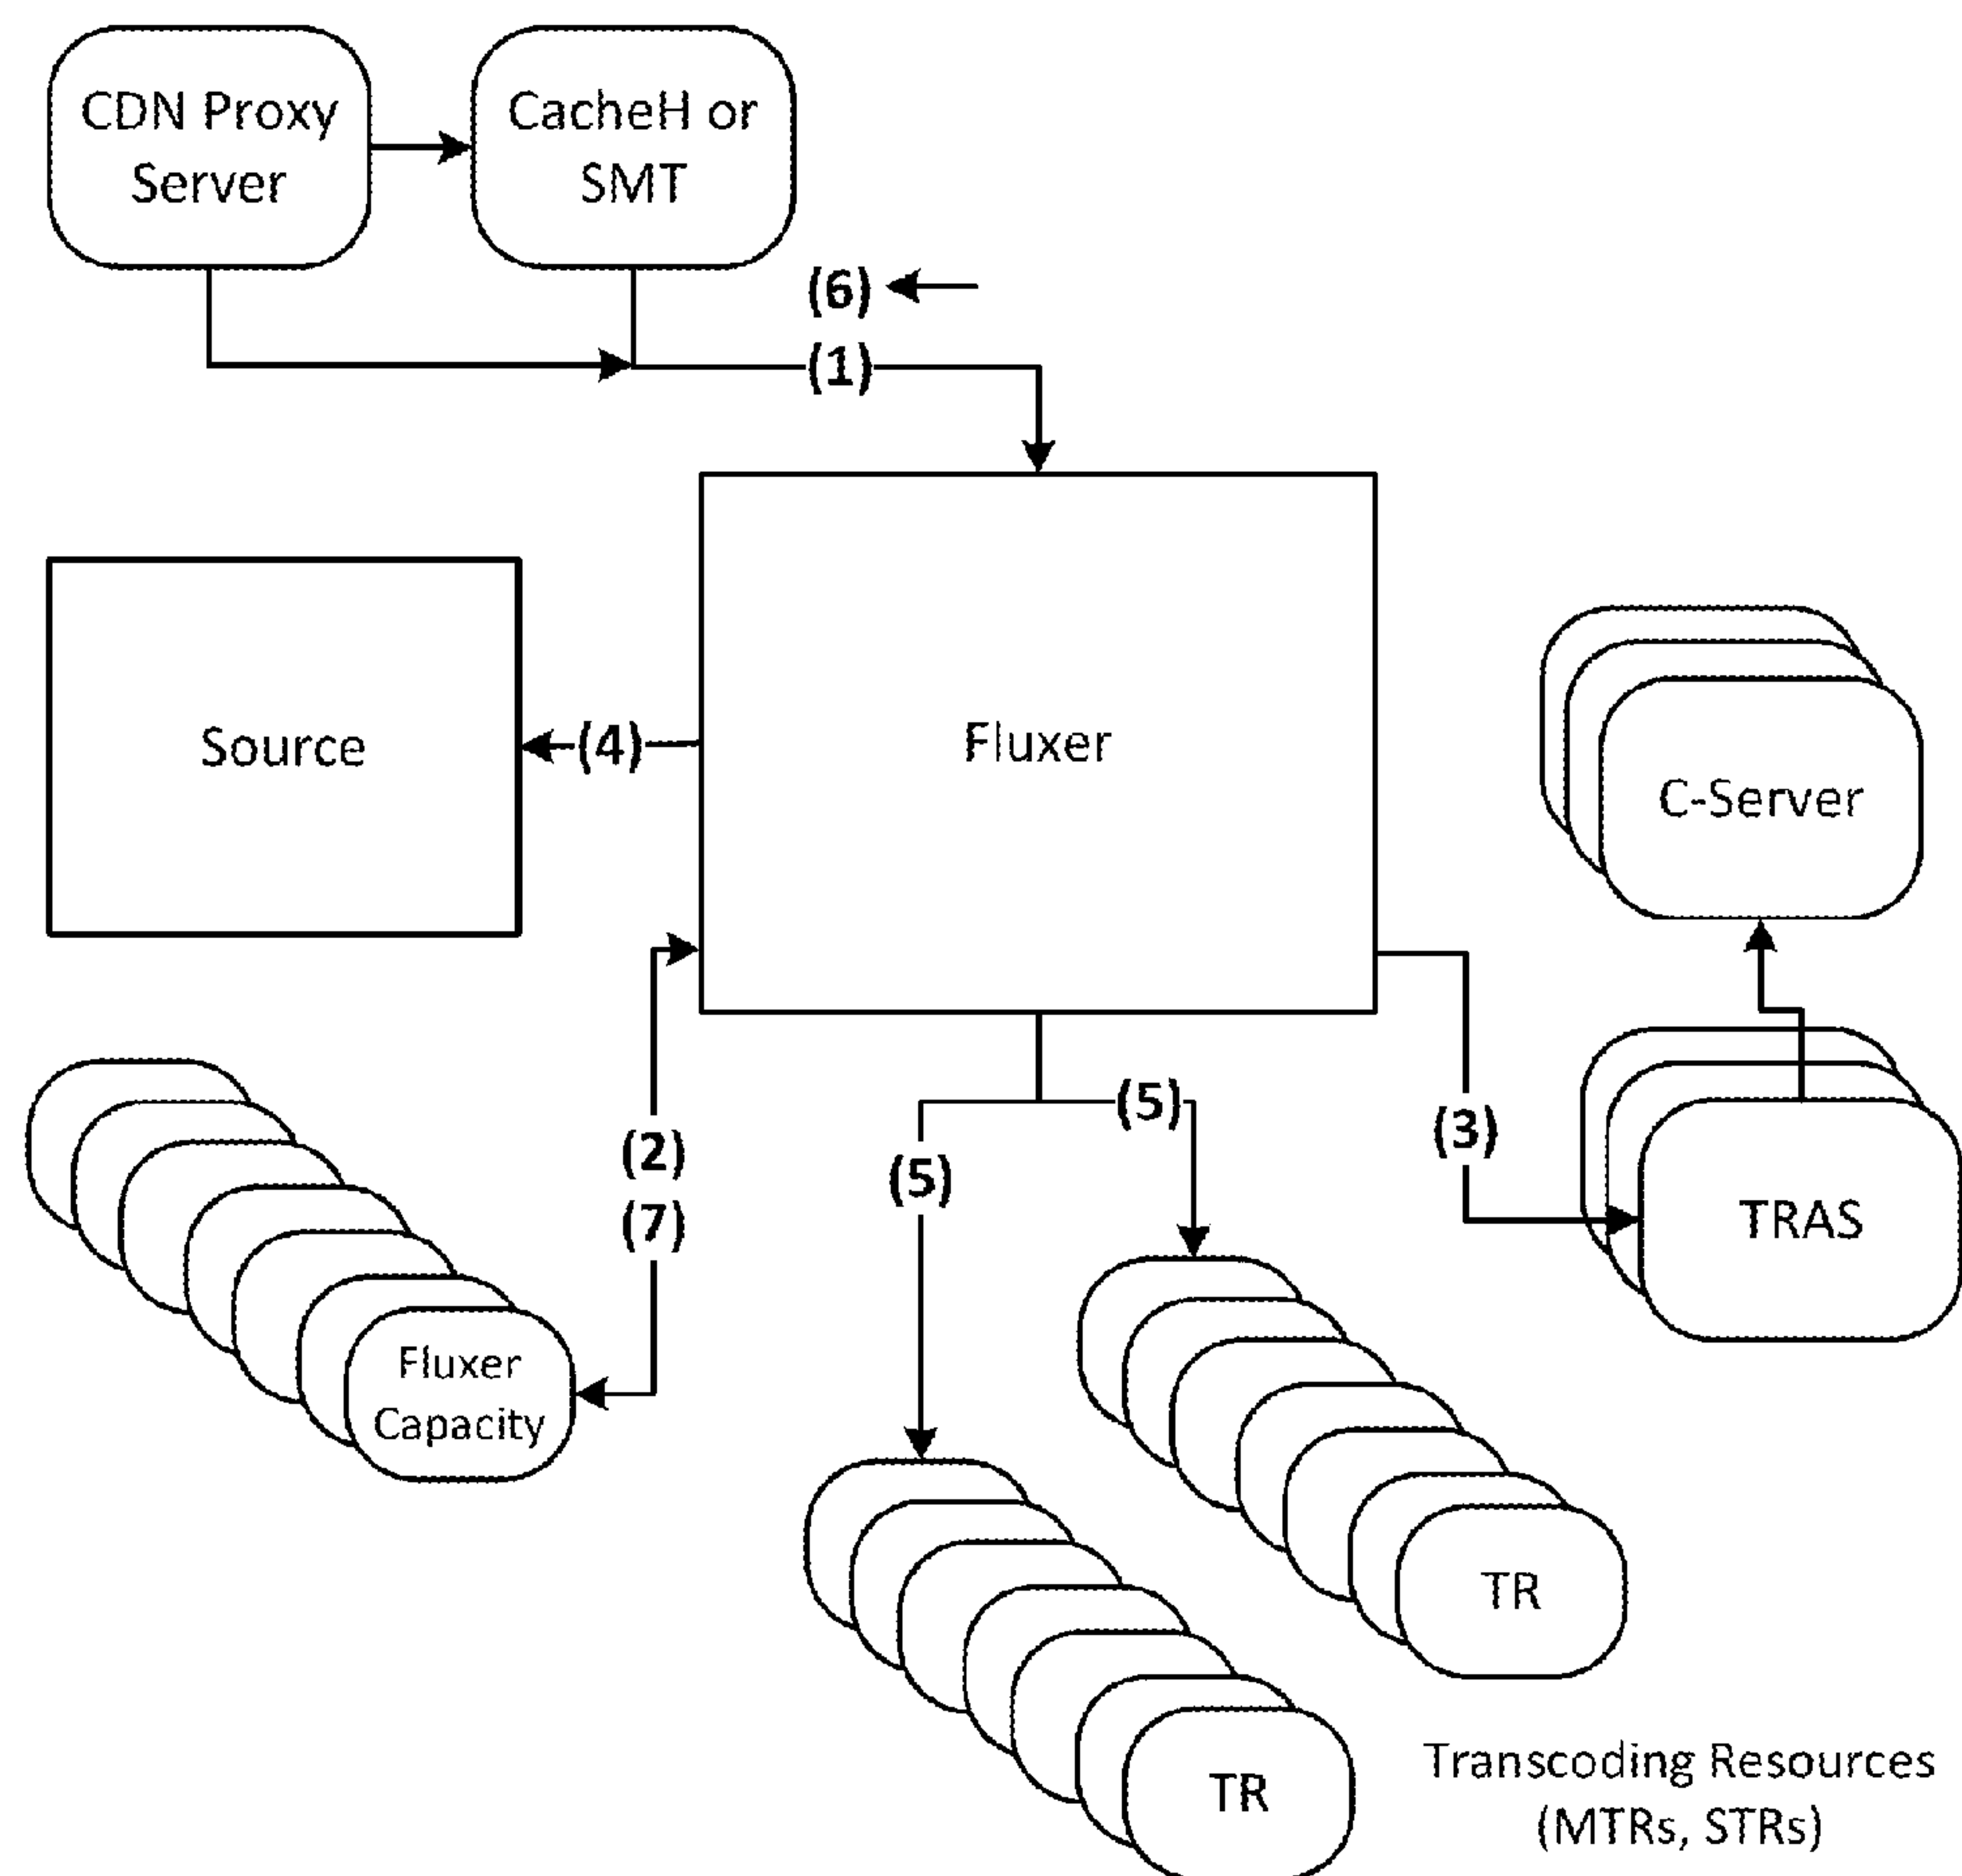 CDN Proxy
Server
CacheH or
SMT
(6)
(1)
Source
(4)
Fluxer
C-Server
(2)
(7)
(5)
(5)
(3)
TRAS
Fluxer
Capacity
TR
TR
Transcoding Resources
(MTRs, STRs)